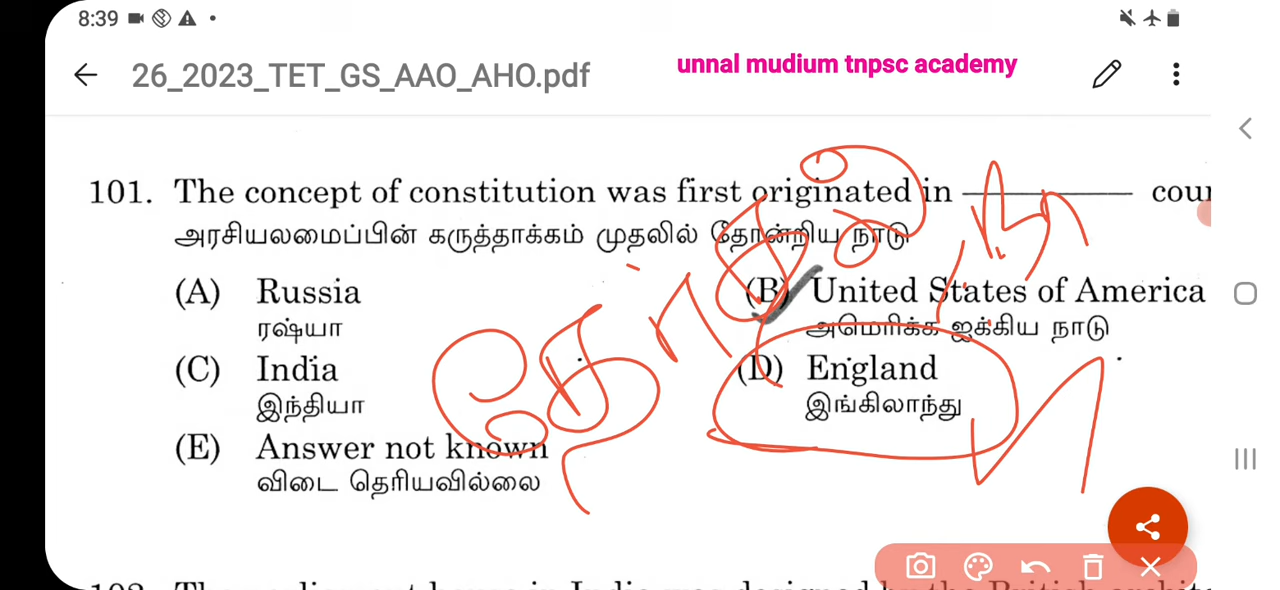 8:39
26_2023_TET_GS_AAO_AHO.pdf
unnal mudium tnpsc academy
101. The concept of constitution was first originated in ________ cour
அரசியலமைப்பின் கருத்தாக்கம் முதலில் தோன்றிய நாடு
(A) Russia (B) United States of America
ரஷ்யா அமெரிக்க ஐக்கிய நாடு
(C) India (D) England
இந்தியா இங்கிலாந்து
(E) Answer not known
விடை தெரியவில்லை